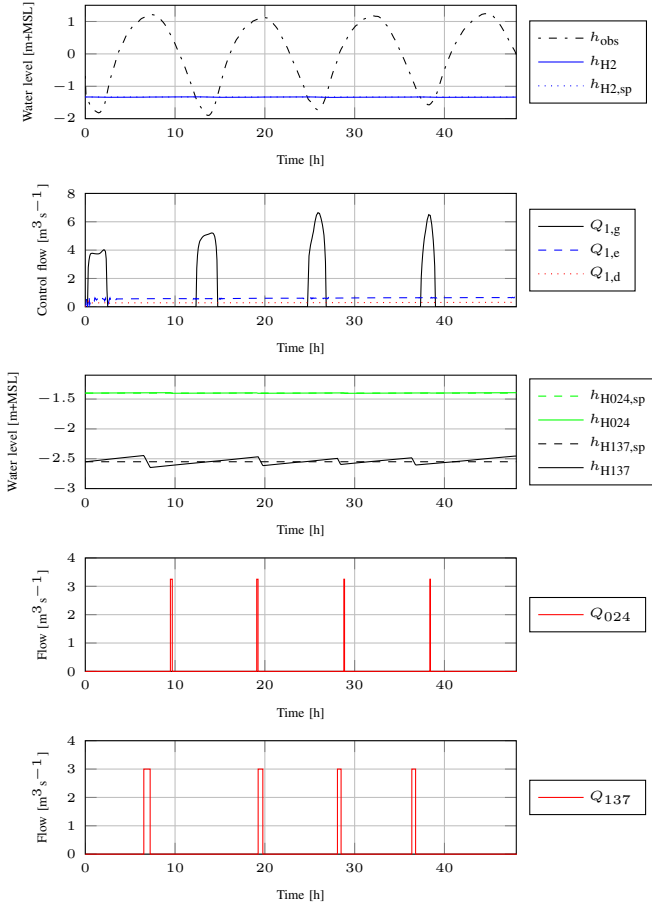 Water level [m+MSL]
1
0
−1
−2
0 10 20 30 40
Time [h]
h_obs
h_H2
h_H2,sp
Control flow [m³ s⁻¹]
8
6
4
2
0
0 10 20 30 40
Time [h]
Q_1,g
Q_1,e
Q_1,d
Water level [m+MSL]
−1.5
−2
−2.5
−3
0 10 20 30 40
Time [h]
h_H024,sp
h_H024
h_H137,sp
h_H137
Flow [m³ s⁻¹]
4
3
2
1
0
0 10 20 30 40
Time [h]
Q_024
Flow [m³ s⁻¹]
4
3
2
1
0
0 10 20 30 40
Time [h]
Q_137